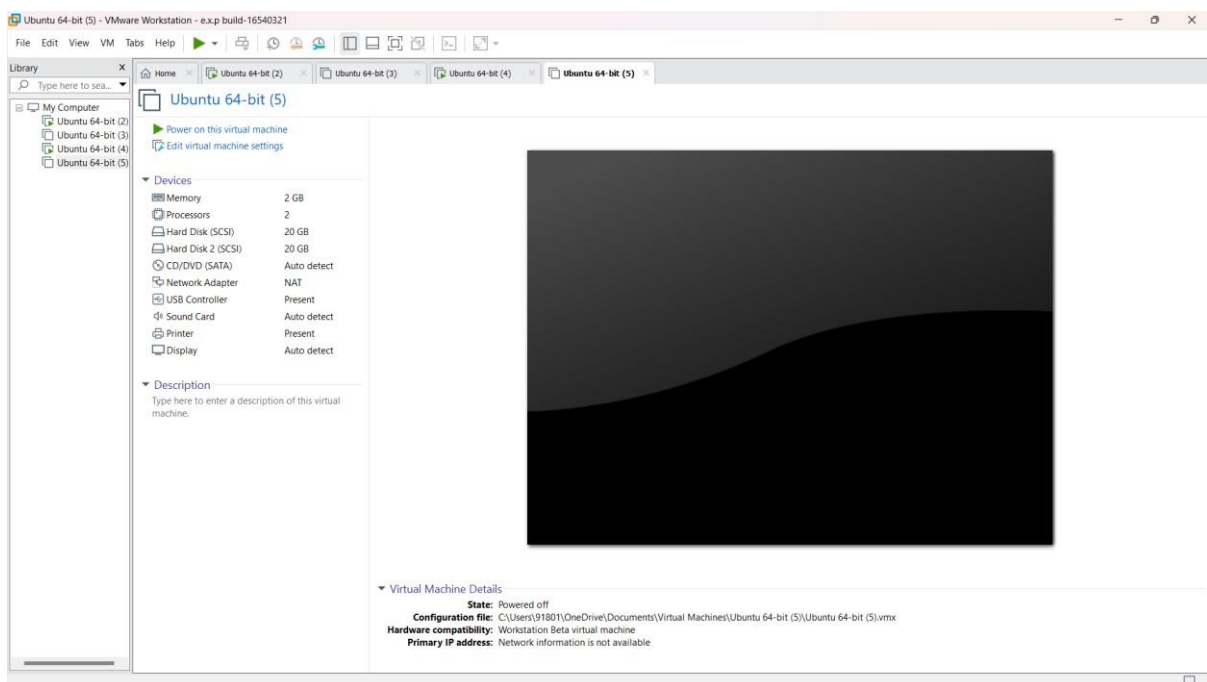 Ubuntu 64-bit (5) - VMware Workstation - e.x.p build-16540321
File Edit View VM Tabs Help
Library X
Home Ubuntu 64-bit (2) Ubuntu 64-bit (3) Ubuntu 64-bit (4) Ubuntu 64-bit (5)
Type here to sea...
My Computer
Ubuntu 64-bit (2)
Ubuntu 64-bit (3)
Ubuntu 64-bit (4)
Ubuntu 64-bit (5)
Ubuntu 64-bit (5)
Power on this virtual machine
Edit virtual machine settings
Devices
Memory 2 GB
Processors 2
Hard Disk (SCSI) 20 GB
Hard Disk 2 (SCSI) 20 GB
CD/DVD (SATA) Auto detect
Network Adapter NAT
USB Controller Present
Sound Card Auto detect
Printer Present
Display Auto detect
Description
Type here to enter a description of this virtual
machine.
Virtual Machine Details
State: Powered off
Configuration file: C:\Users\91801\OneDrive\Documents\Virtual Machines\Ubuntu 64-bit (5)\Ubuntu 64-bit (5).vmx
Hardware compatibility: Workstation Beta virtual machine
Primary IP address: Network information is not available